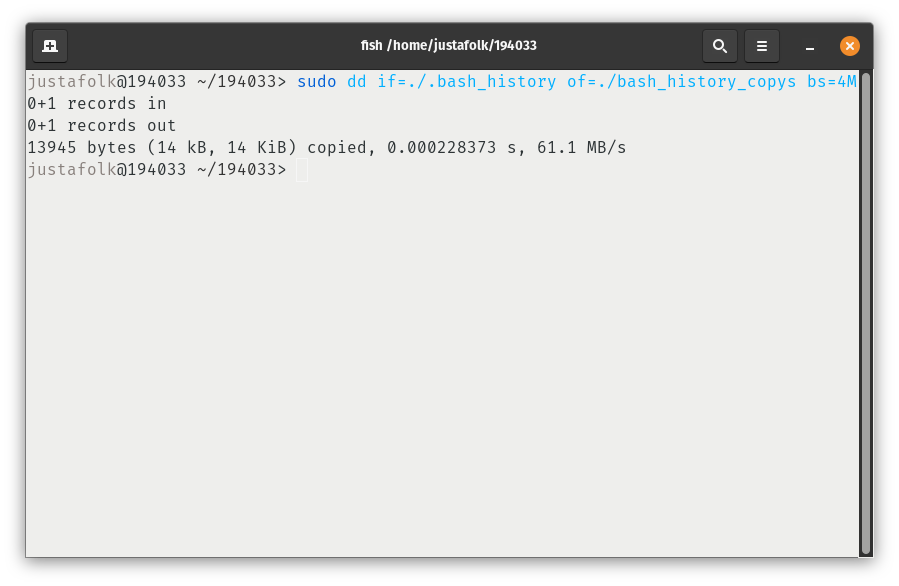 fish /home/justafolk/194033
justafolk@194033 ~/194033> sudo dd if=./.bash_history of=./bash_history_copys bs=4M
0+1 records in
0+1 records out
13945 bytes (14 kB, 14 KiB) copied, 0.000228373 s, 61.1 MB/s
justafolk@194033 ~/194033>